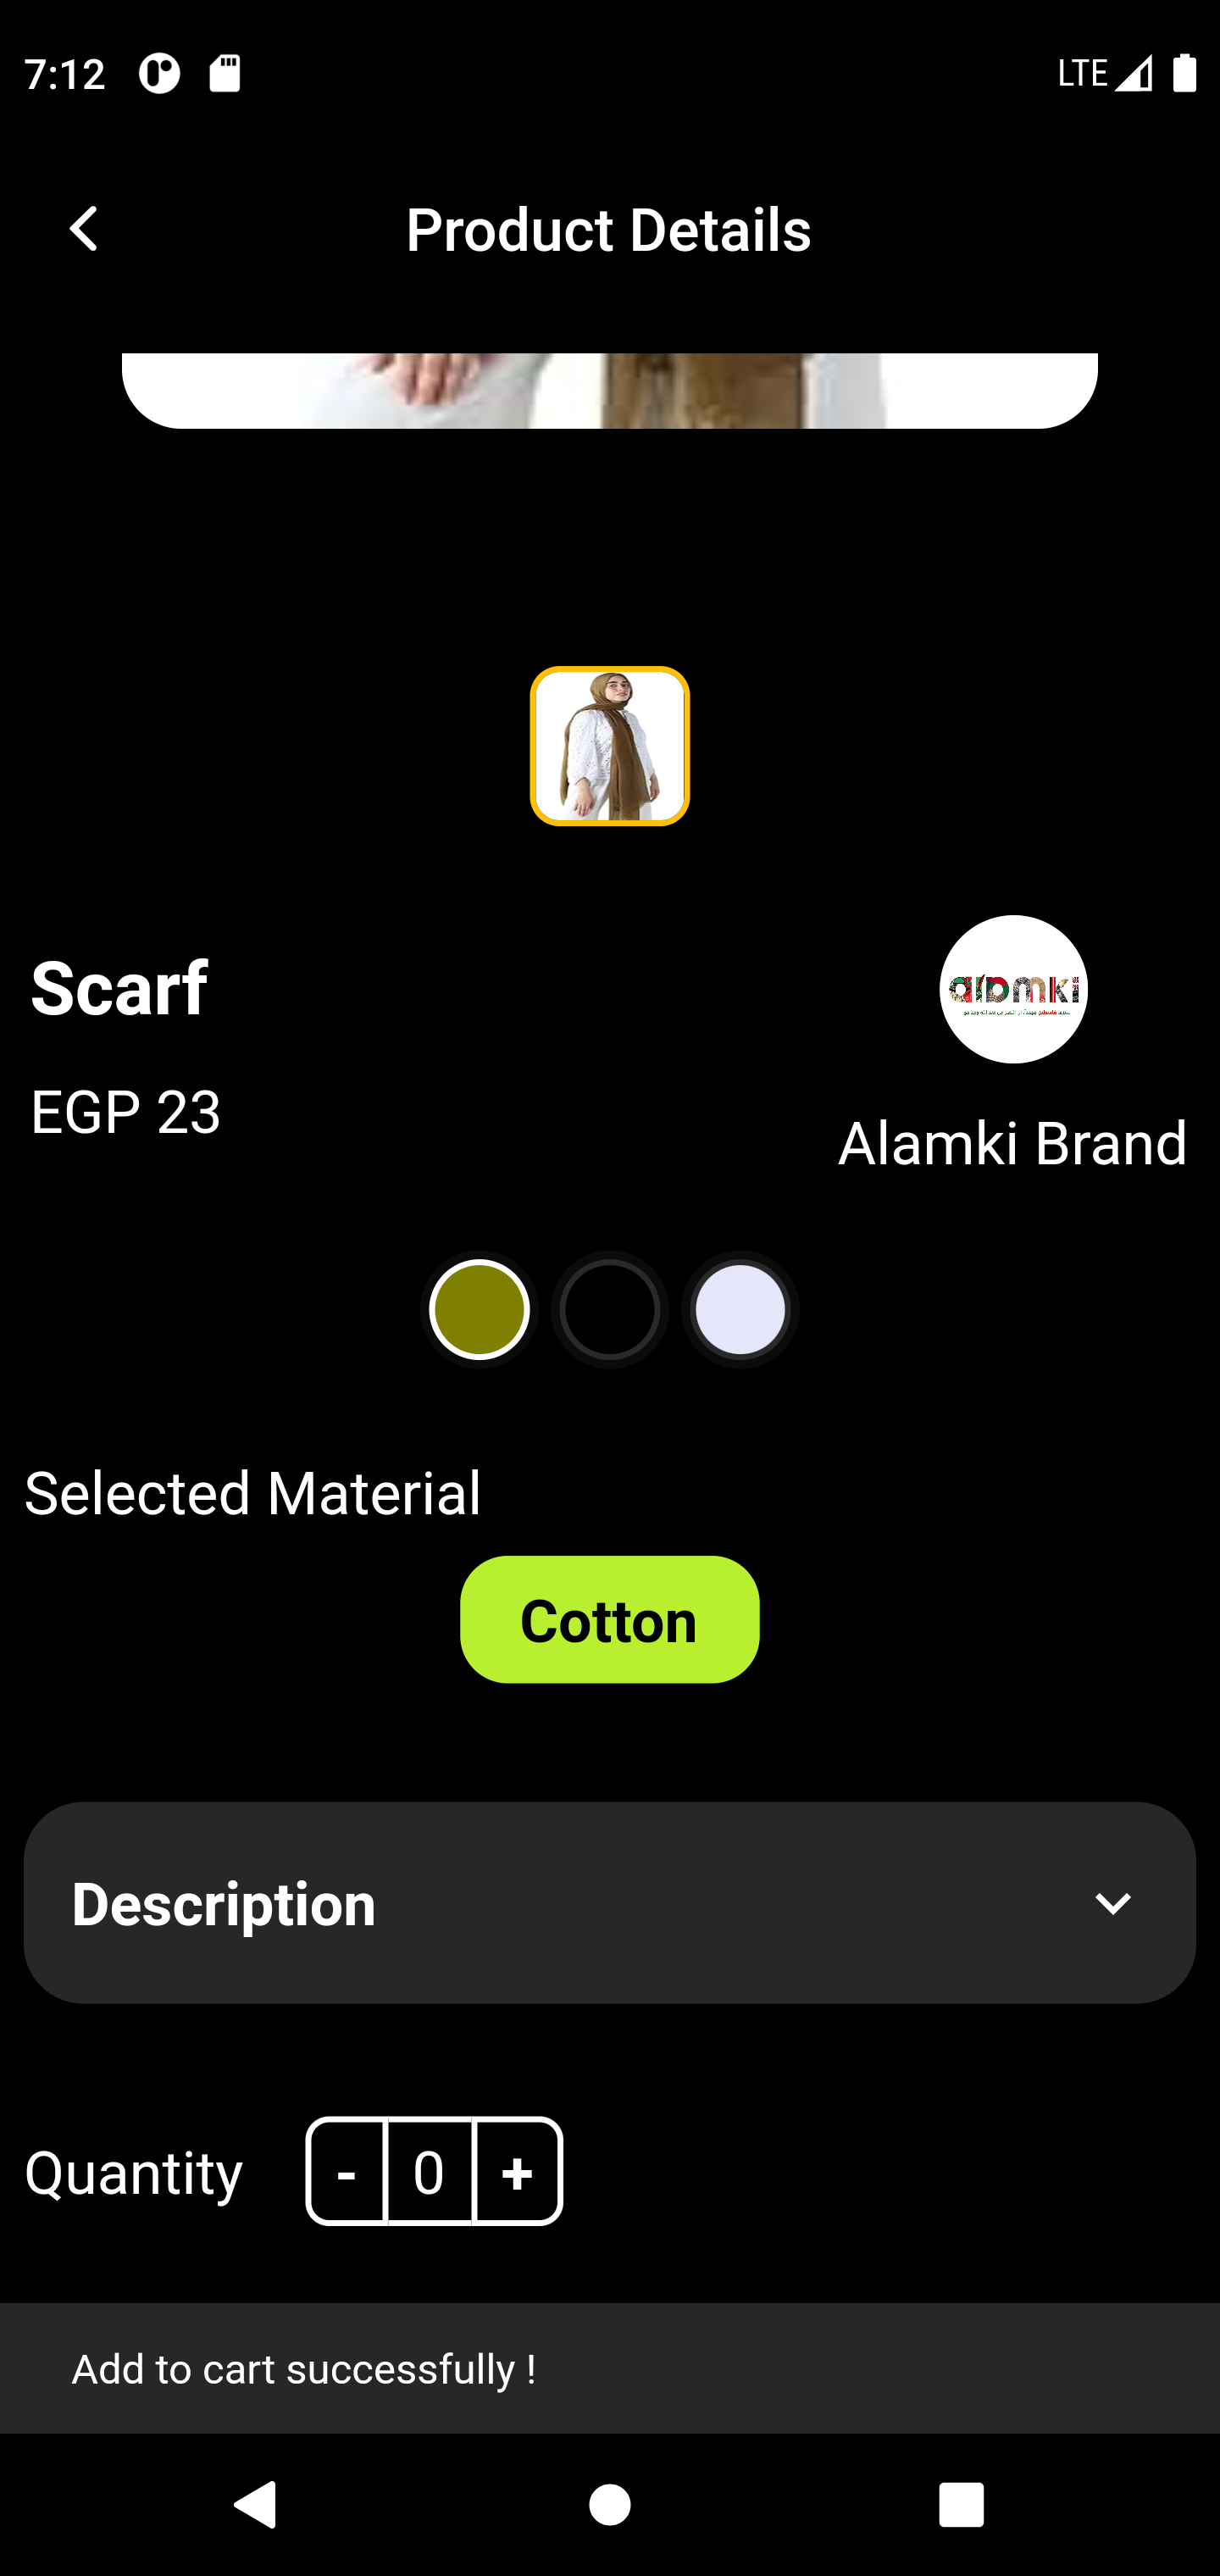 7:12
LTE
Product Details
Scarf
alamki
EGP 23
Alamki Brand
Selected Material
Cotton
Description
Quantity
- 0 +
Add to cart successfully !